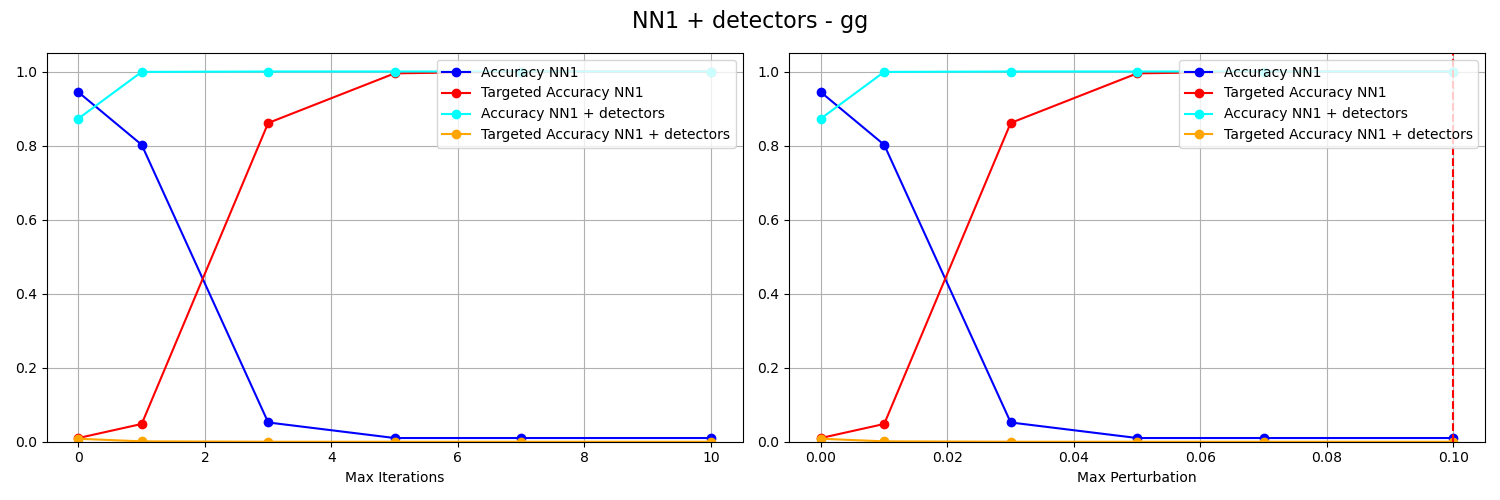 NN1 + detectors - gg
1.0
0.8
0.6
0.4
0.2
0.0
0
2
4
6
8
10
Max Iterations
Accuracy NN1
Targeted Accuracy NN1
Accuracy NN1 + detectors
Targeted Accuracy NN1 + detectors
1.0
0.8
0.6
0.4
0.2
0.0
0.00
0.02
0.04
0.06
0.08
0.10
Max Perturbation
Accuracy NN1
Targeted Accuracy NN1
Accuracy NN1 + detectors
Targeted Accuracy NN1 + detectors